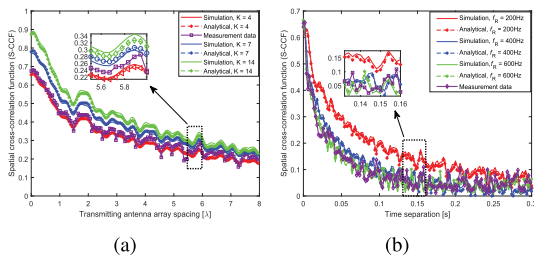 Spatial cross-correlation function (S-CCF)
1
0.9
0.8
0.7
0.6
0.5
0.4
0.3
0.2
0.1
0
0 1 2 3 4 5 6 7 8
Transmitting antenna array spacing [λ]
0.34
0.32
0.3
0.28
0.26
0.24
0.22
5.6 5.8
Simulation, K = 4
Analytical, K = 4
Measurement data
Simulation, K = 7
Analytical, K = 7
Simulation, K = 14
Analytical, K = 14
(a)
Spatial cross-correlation function (S-CCF)
0.7
0.6
0.5
0.4
0.3
0.2
0.1
0
0 0.05 0.1 0.15 0.2 0.25 0.3
Time separation [s]
0.15
0.1
0.05
0.14 0.15 0.16
Simulation, fR = 200Hz
Analytical, fR = 200Hz
Simulation, fR = 400Hz
Analytical, fR = 400Hz
Simulation, fR = 600Hz
Analytical, fR = 600Hz
Measurement data
(b)